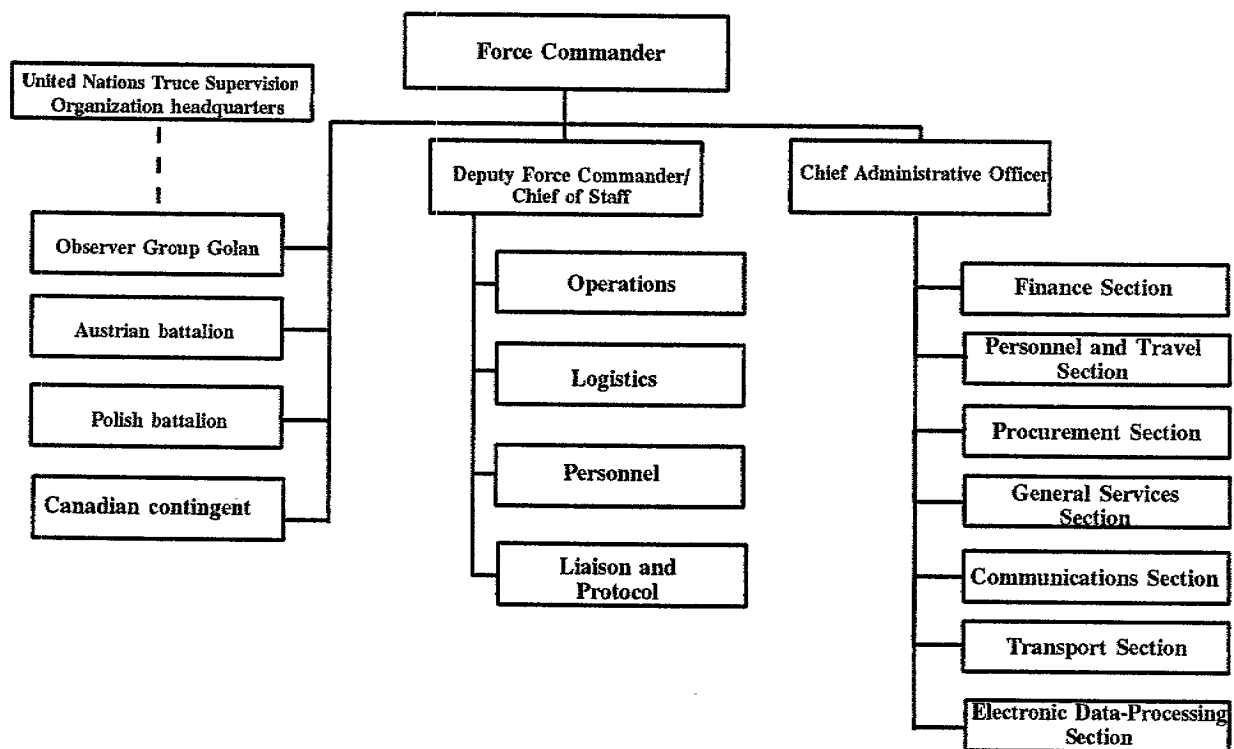 Force Commander
United Nations Truce Supervision
Organization headquarters
Deputy Force Commander/
Chief of Staff
Chief Administrative Officer
Observer Group Golan
Austrian battalion
Polish battalion
Canadian contingent
Operations
Logistics
Personnel
Liaison and
Protocol
Finance Section
Personnel and Travel
Section
Procurement Section
General Services
Section
Communications Section
Transport Section
Electronic Data-Processing
Section